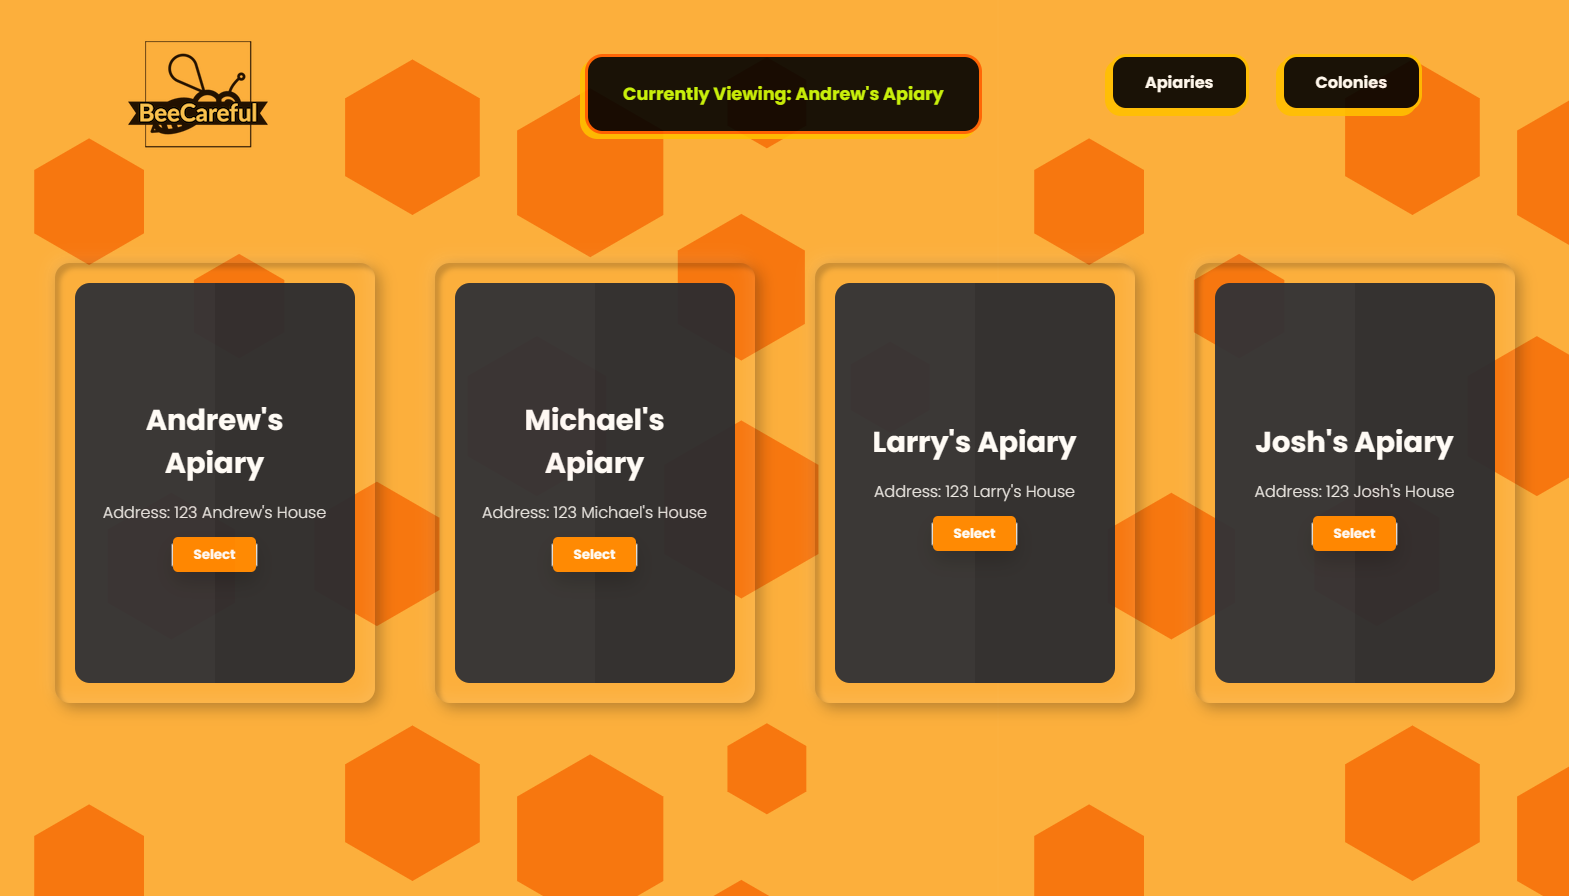 BeeCareful
Currently Viewing: Andrew's Apiary
Apiaries
Colonies
Andrew's
Apiary
Address: 123 Andrew's House
Select
Michael's
Apiary
Address: 123 Michael's House
Select
Larry's Apiary
Address: 123 Larry's House
Select
Josh's Apiary
Address: 123 Josh's House
Select